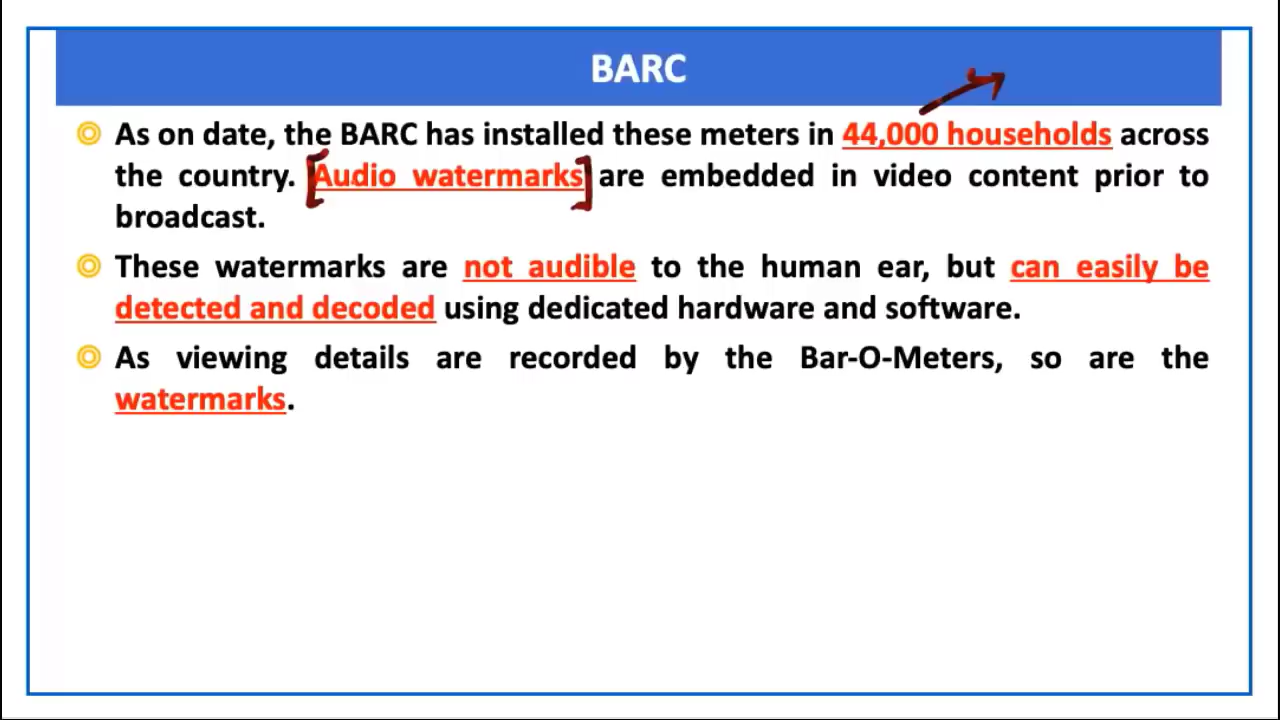 BARC
As on date, the BARC has installed these meters in 44,000 households across
the country. Audio watermarks are embedded in video content prior to
broadcast.
These watermarks are not audible to the human ear, but can easily be
detected and decoded using dedicated hardware and software.
As viewing details are recorded by the Bar-O-Meters, so are the
watermarks.